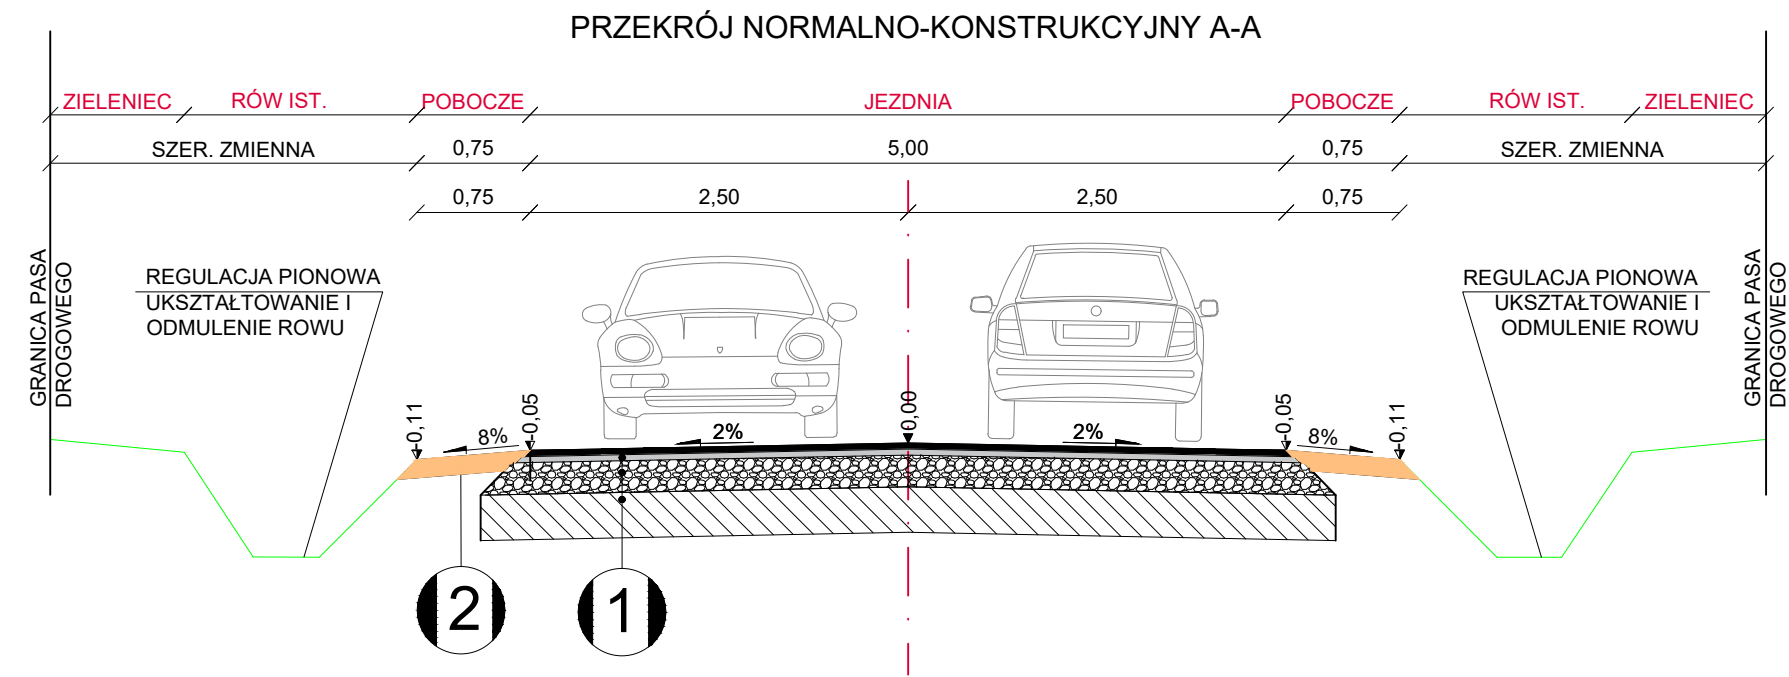 PRZEKRÓJ NORMALNO-KONSTRUKCYJNY A-A
ZIELENIEC RÓW IST. POBOCZE JEZDNIA POBOCZE RÓW IST. ZIELENIEC
SZER. ZMIENNA 0,75 5,00 0,75 SZER. ZMIENNA
0,75 2,50 2,50 0,75
GRANICA PASA
DROGOWEGO
REGULACJA PIONOWA
UKSZTAŁTOWANIE I
ODMULENIE ROWU
REGULACJA PIONOWA
UKSZTAŁTOWANIE I
ODMULENIE ROWU
GRANICA PASA
DROGOWEGO
-0,11 8% -0,05 2% 0,00 2% -0,05 8% -0,11
2 1